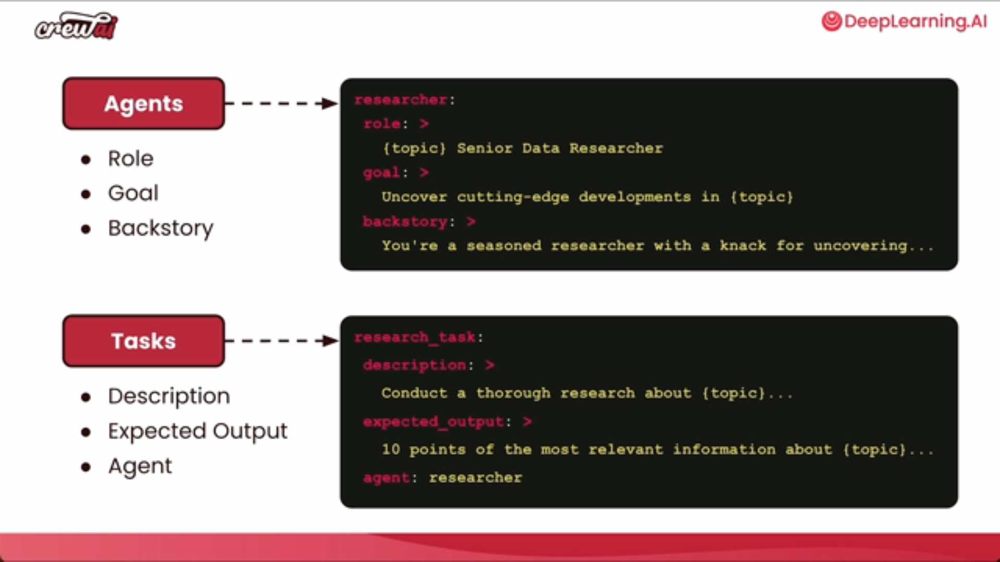 crewai
DeepLearning.AI
Agents
● Role
● Goal
● Backstory
researcher:
role: >
{topic} Senior Data Researcher
goal: >
Uncover cutting-edge developments in {topic}
backstory: >
You're a seasoned researcher with a knack for uncovering...
Tasks
● Description
● Expected Output
● Agent
research_task:
description: >
Conduct a thorough research about {topic}...
expected_output: >
10 points of the most relevant information about {topic}...
agent: researcher